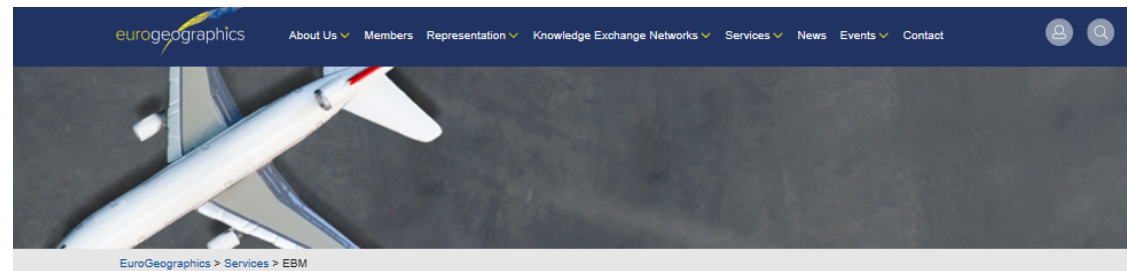 eurogeographics
About Us Members Representation Knowledge Exchange Networks Services News Events Contact
EuroGeographics > Services > EBM